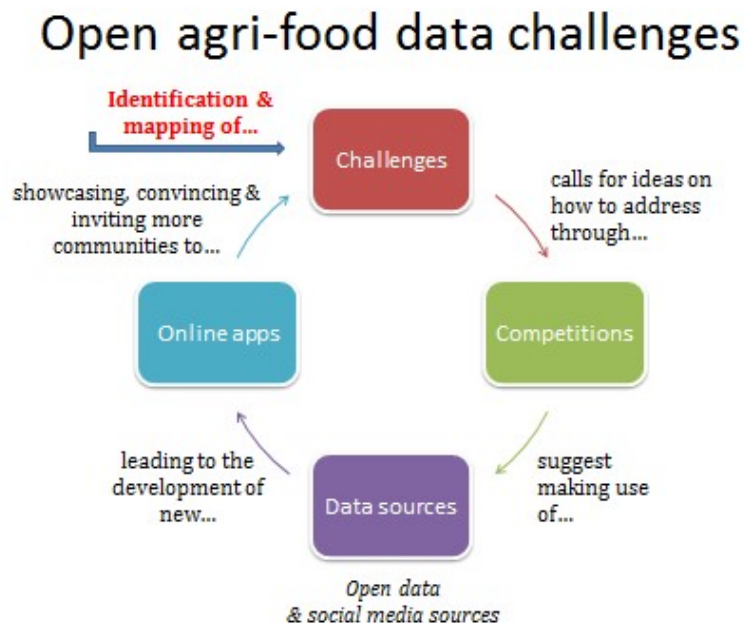 Open agri-food data challenges
Identification &
mapping of...
Challenges
calls for ideas on
how to address
through...
Competitions
suggest
making use
of...
Data sources
Open data
& social media sources
leading to the
development of
new...
Online apps
showcasing, convincing &
inviting more
communities to...